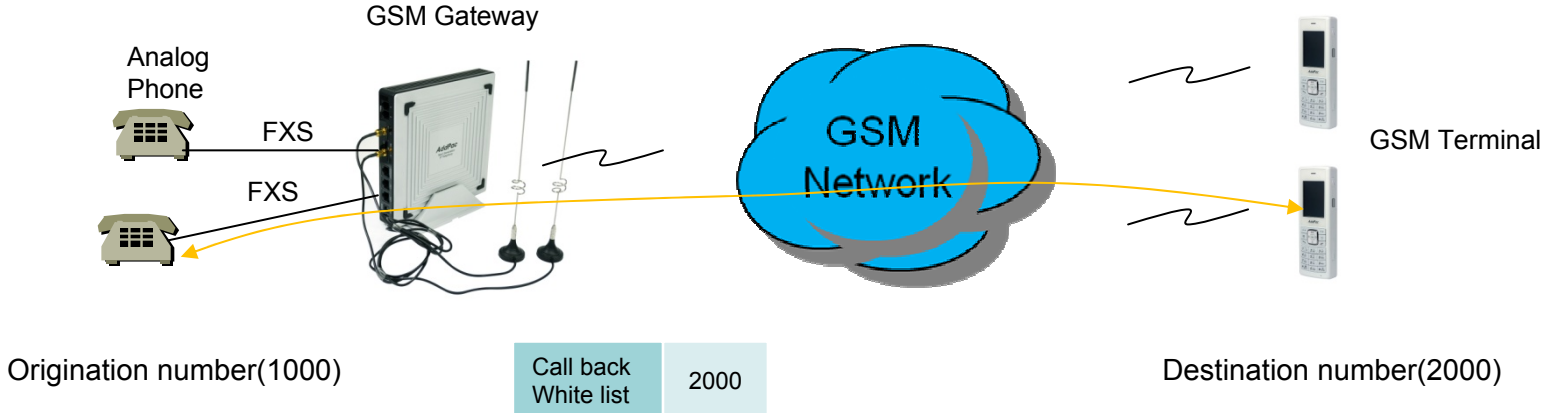 GSM Gateway
Analog
Phone
FXS
FXS
AddPac
GSM
Network
GSM Terminal
Origination number(1000)
Call back
White list
2000
Destination number(2000)